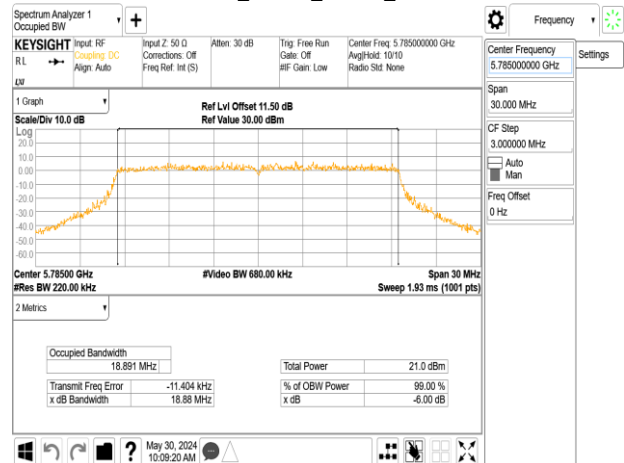 Spectrum Analyzer 1
Occupied BW
Frequency
KEYSIGHT
R L
Input: RF
Coupling: DC
Align: Auto
Input Z: 50 Ω
Corrections: Off
Freq Ref: Int (S)
Atten: 30 dB
Trig: Free Run
Gate: Off
#IF Gain: Low
Center Freq: 5.785000000 GHz
Avg|Hold: 10/10
Radio Std: None
Center Frequency
5.785000000 GHz
Settings
Span
30.000 MHz
CF Step
3.000000 MHz
Auto
Man
Freq Offset
0 Hz
1 Graph
Scale/Div 10.0 dB
Ref Lvl Offset 11.50 dB
Ref Value 30.00 dBm
Log
20.0
10.0
0.00
-10.0
-20.0
-30.0
-40.0
-50.0
-60.0
Center 5.78500 GHz
#Res BW 220.00 kHz
#Video BW 680.00 kHz
Span 30 MHz
Sweep 1.93 ms (1001 pts)
2 Metrics
Occupied Bandwidth
18.891 MHz
Transmit Freq Error -11.404 kHz
x dB Bandwidth 18.88 MHz
Total Power 21.0 dBm
% of OBW Power 99.00 %
x dB -6.00 dB
?
May 30, 2024
10:09:20 AM